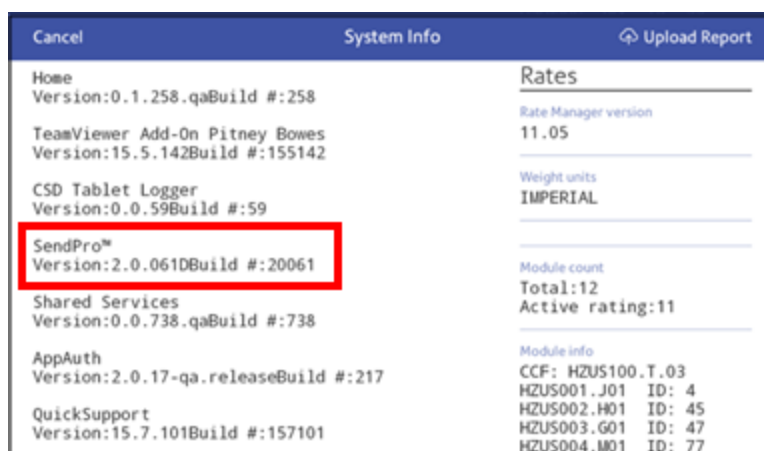 Cancel
System Info
Upload Report
Home
Version:0.1.258.qaBuild #:258
TeamViewer Add-On Pitney Bowes
Version:15.5.142Build #:155142
CSD Tablet Logger
Version:0.0.59Build #:59
SendPro™
Version:2.0.061DBuild #:20061
Shared Services
Version:0.0.738.qaBuild #:738
AppAuth
Version:2.0.17-qa.releaseBuild #:217
QuickSupport
Version:15.7.101Build #:157101
Rates
Rate Manager version
11.05
Weight units
IMPERIAL
Module count
Total:12
Active rating:11
Module info
CCF: HZUS100.T.03
HZUS001.J01 ID: 4
HZUS002.H01 ID: 45
HZUS003.G01 ID: 47
HZUS004.M01 ID: 77